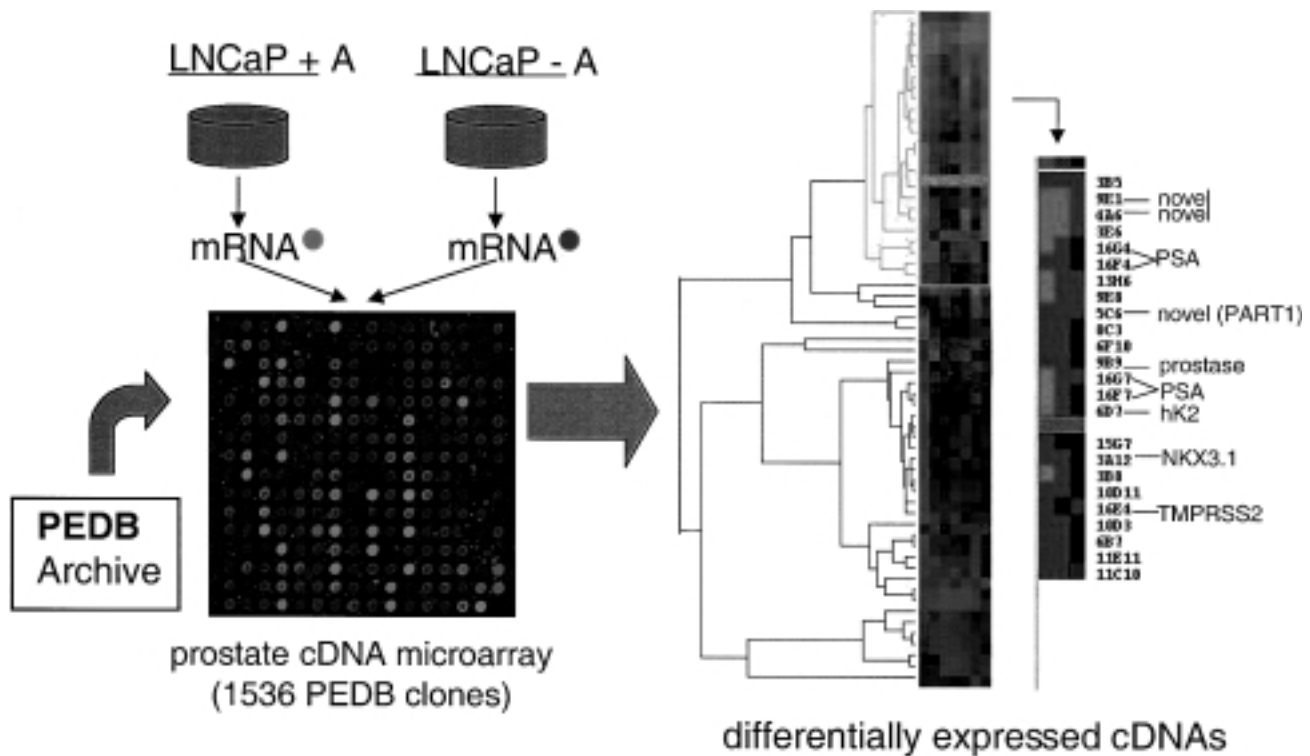 LNCaP + A
LNCaP - A
mRNA
mRNA
PEDB
Archive
prostate cDNA microarray
(1536 PEDB clones)
3B5
9E1
novel
4A6
novel
3E6
16G4
16F4
PSA
13H6
9E8
5C6
novel (PART1)
8C3
6F10
9B9
prostase
16G7
16F7
PSA
6D7
hK2
15G7
3A12
NKX3.1
3B8
10D11
16E4
TMPRSS2
10D3
6B7
11E11
11C10
differentially expressed cDNAs